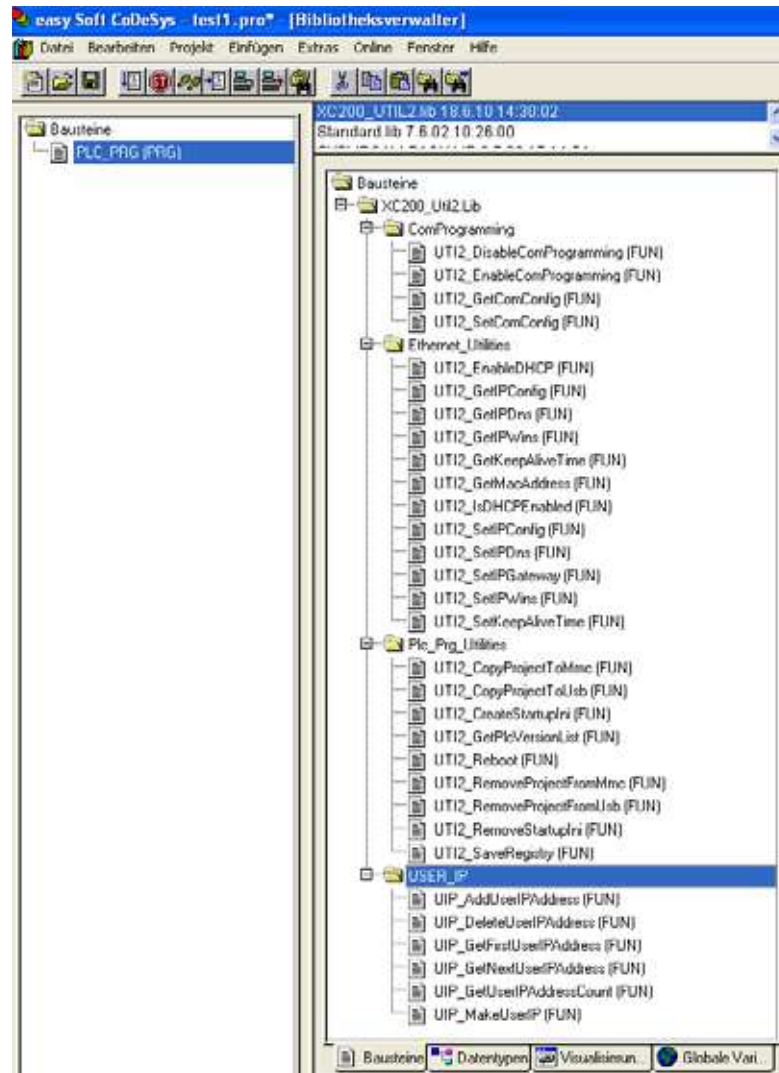 easy Soft CoDeSys - test1.pro* - [Bibliotheksverwalter]
Datei Bearbeiten Projekt Einfügen Extras Online Fenster Hilfe
Bausteine
PLC_PRG (PRG)
XC200_UTIL2.lib 18.6.10 14:30:02
Standard.lib 7.6.02 10:26:00
Bausteine
XC200_Util2.Lib
ComProgramming
UTI2_DisableComProgramming (FUN)
UTI2_EnableComProgramming (FUN)
UTI2_GetComConfig (FUN)
UTI2_SetComConfig (FUN)
Ethernet_Utilities
UTI2_EnableDHCP (FUN)
UTI2_GetIPConfig (FUN)
UTI2_GetIPDns (FUN)
UTI2_GetIPWins (FUN)
UTI2_GetKeepAliveTime (FUN)
UTI2_GetMacAddress (FUN)
UTI2_IsDHCPEnabled (FUN)
UTI2_SetIPConfig (FUN)
UTI2_SetIPDns (FUN)
UTI2_SetIPGateway (FUN)
UTI2_SetIPWins (FUN)
UTI2_SetKeepAliveTime (FUN)
Plc_Prg_Utilities
UTI2_CopyProjectToMmc (FUN)
UTI2_CopyProjectToUsb (FUN)
UTI2_CreateStartupIni (FUN)
UTI2_GetPlcVersionList (FUN)
UTI2_Reboot (FUN)
UTI2_RemoveProjectFromMmc (FUN)
UTI2_RemoveProjectFromUsb (FUN)
UTI2_RemoveStartupIni (FUN)
UTI2_SaveRegistry (FUN)
USER_IP
UIP_AddUserIPAddress (FUN)
UIP_DeleteUserIPAddress (FUN)
UIP_GetFirstUserIPAddress (FUN)
UIP_GetNextUserIPAddress (FUN)
UIP_GetUserIPAddressCount (FUN)
UIP_MakeUserIP (FUN)
Bausteine Datentypen Visualisierun... Globale Vari...